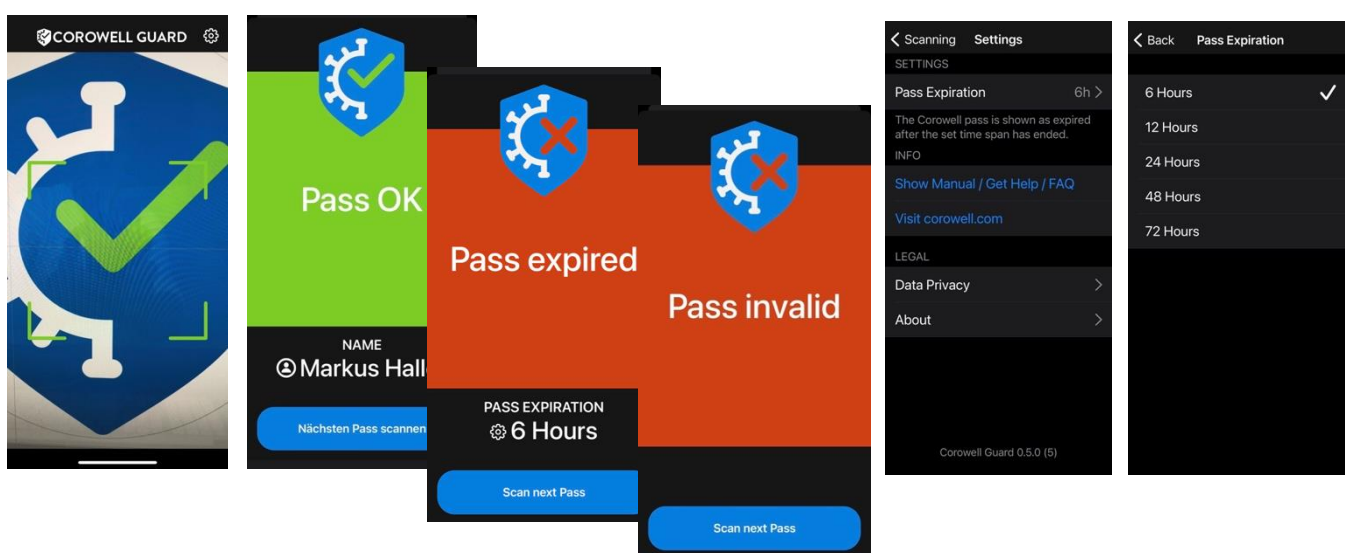 COROWELL GUARD
Pass OK
NAME
Markus Hall
Nächsten Pass scannen
Pass expired
PASS EXPIRATION
6 Hours
Scan next Pass
Pass invalid
Scan next Pass
Scanning Settings
SETTINGS
Pass Expiration 6h
The Corowell pass is shown as expired
after the set time span has ended.
INFO
Show Manual / Get Help / FAQ
Visit corowell.com
LEGAL
Data Privacy
About
Corowell Guard 0.5.0 (5)
Back Pass Expiration
6 Hours
12 Hours
24 Hours
48 Hours
72 Hours